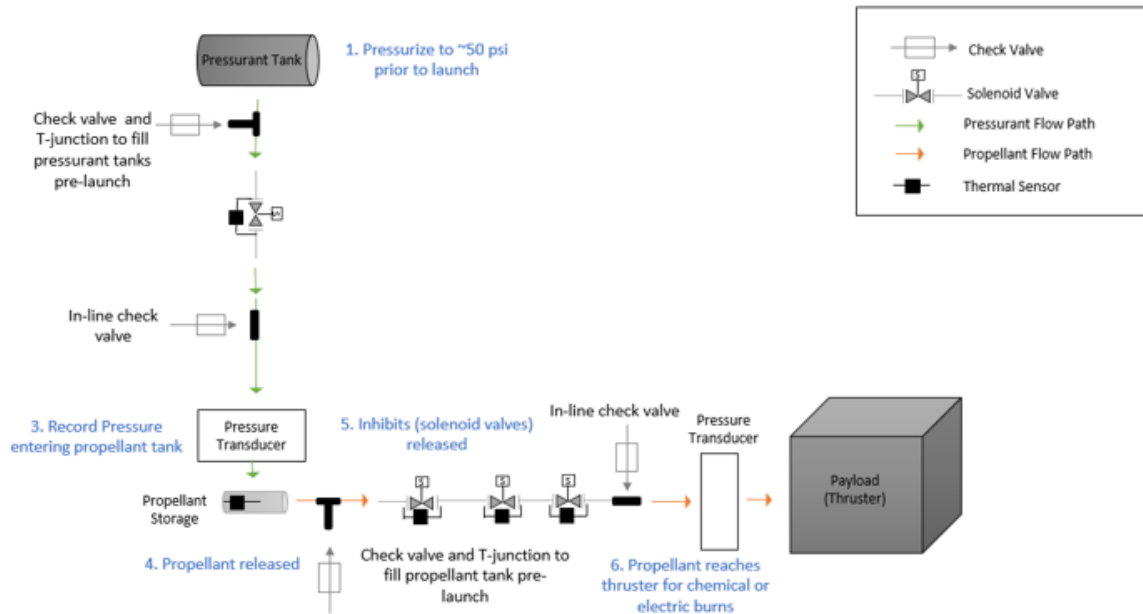 Pressurant Tank
1. Pressurize to ~50 psi
prior to launch
Check valve and
T-junction to fill
pressurant tanks
pre-launch
S
In-line check
valve
3. Record Pressure
entering propellant tank
Pressure
Transducer
Propellant
Storage
4. Propellant released
5. Inhibits (solenoid valves)
released
S
S
S
Check valve and T-junction to
fill propellant tank pre-
launch
In-line check valve
Pressure
Transducer
6. Propellant reaches
thruster for chemical or
electric burns
Payload
(Thruster)
Check Valve
S
Solenoid Valve
Pressurant Flow Path
Propellant Flow Path
Thermal Sensor